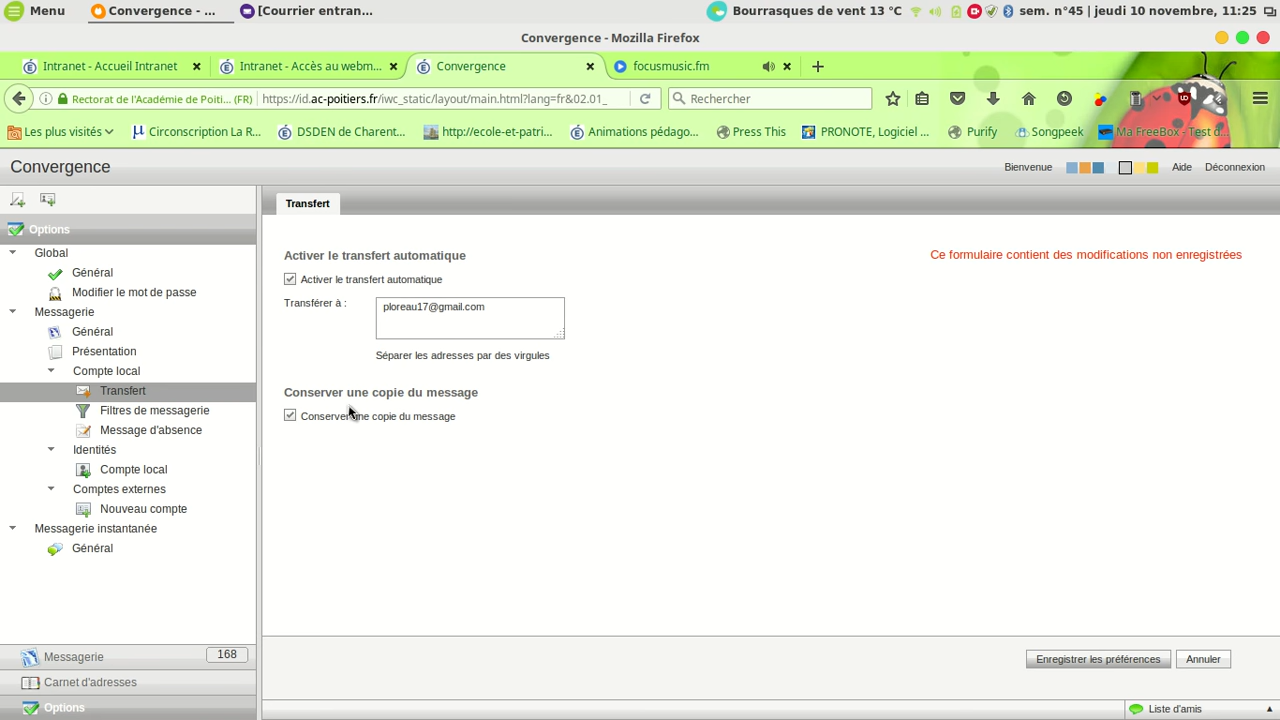 Menu
Convergence - ...
[Courrier entran...
Bourrasques de vent 13 °C
sem. n°45 | jeudi 10 novembre, 11:25
Convergence - Mozilla Firefox
Intranet - Accueil Intranet
Intranet - Accès au webm...
Convergence
focusmusic.fm
Rectorat de l'Académie de Poiti... (FR)
https://id.ac-poitiers.fr/iwc_static/layout/main.html?lang=fr&02.01_
Rechercher
Les plus visités
Circonscription La R...
DSDEN de Charent...
http://ecole-et-patri...
Animations pédago...
Press This
PRONOTE, Logiciel ...
Purify
Songpeek
Ma FreeBox - Test d...
Convergence
Bienvenue
Aide
Déconnexion
Options
Global
Général
Modifier le mot de passe
Messagerie
Général
Présentation
Compte local
Transfert
Filtres de messagerie
Message d'absence
Identités
Compte local
Comptes externes
Nouveau compte
Messagerie instantanée
Général
Messagerie
168
Carnet d'adresses
Options
Transfert
Activer le transfert automatique
Ce formulaire contient des modifications non enregistrées
Activer le transfert automatique
Transférer à :
ploreau17@gmail.com
Séparer les adresses par des virgules
Conserver une copie du message
Conserver une copie du message
Enregistrer les préférences
Annuler
Liste d'amis